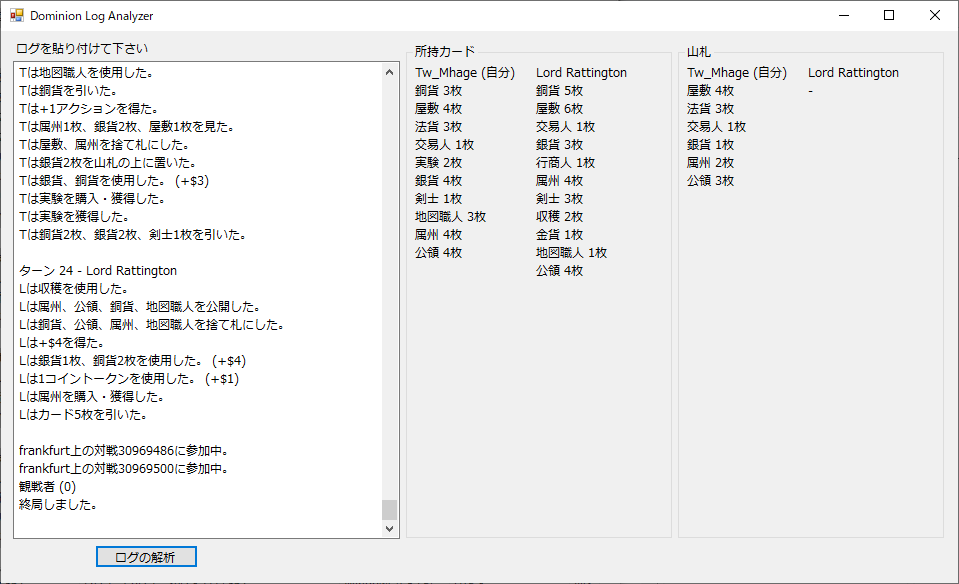 Dominion Log Analyzer
ログを貼り付けて下さい
Tは地図職人を使用した。
Tは銅貨を引いた。
Tは+1アクションを得た。
Tは属州1枚、銀貨2枚、屋敷1枚を見た。
Tは屋敷、属州を捨て札にした。
Tは銀貨2枚を山札の上に置いた。
Tは銀貨、銅貨を使用した。 (+$3)
Tは実験を購入・獲得した。
Tは実験を獲得した。
Tは銅貨2枚、銀貨2枚、剣士1枚を引いた。
ターン 24 - Lord Rattington
Lは収穫を使用した。
Lは属州、公領、銅貨、地図職人を公開した。
Lは銅貨、公領、属州、地図職人を捨て札にした。
Lは+$4を得た。
Lは銀貨1枚、銅貨2枚を使用した。 (+$4)
Lは1コイントークンを使用した。 (+$1)
Lは属州を購入・獲得した。
Lはカード5枚を引いた。
frankfurt上の対戦30969486に参加中。
frankfurt上の対戦30969500に参加中。
観戦者 (0)
終局しました。
ログの解析
所持カード
Tw_Mhage (自分)
銅貨 3枚
屋敷 4枚
法貨 3枚
交易人 1枚
実験 2枚
銀貨 4枚
剣士 1枚
地図職人 3枚
属州 4枚
公領 4枚
Lord Rattington
銅貨 5枚
屋敷 6枚
交易人 1枚
銀貨 3枚
行商人 1枚
属州 4枚
剣士 3枚
収穫 2枚
金貨 1枚
地図職人 1枚
公領 4枚
山札
Tw_Mhage (自分)
屋敷 4枚
法貨 3枚
交易人 1枚
銀貨 1枚
属州 2枚
公領 3枚
Lord Rattington
-